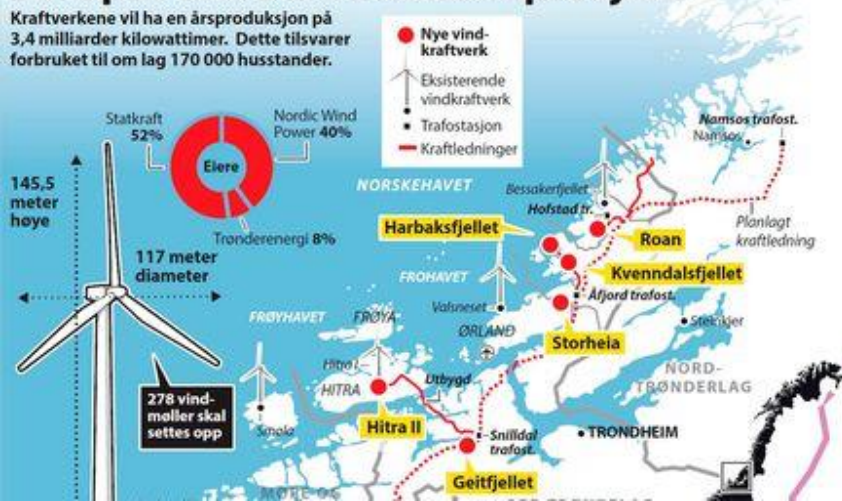 Kraftverkene vil ha en årsproduksjon på
3,4 milliarder kilowattimer. Dette tilsvarer
forbruket til om lag 170 000 husstander.
Nye vind-
kraftverk
Eksisterende
vindkraftverk
Trafostasjon
Kraftledninger
Statkraft
52%
Nordic Wind
Power 40%
Eiere
Trønderenergi 8%
145,5
meter
høye
117 meter
diameter
278 vind-
møller skal
settes opp
NORSKEHAVET
Namsos trafost.
Namsos
Bessakerfjellet
Hofstad tr.
Harbaksfjellet
Roan
Planlagt
kraftledning
Kvenndalsfjellet
FROHAVET
Åfjord trafost.
Valsneset
FRØYHAVET
FRØYA
ØRLAND
Steinkjer
Storheia
Hitra I
HITRA
Utbygd
NORD-
TRØNDERLAG
Hitra II
Smøla
Snilldal
trafost.
TRONDHEIM
Geitfjellet
MØRE OG